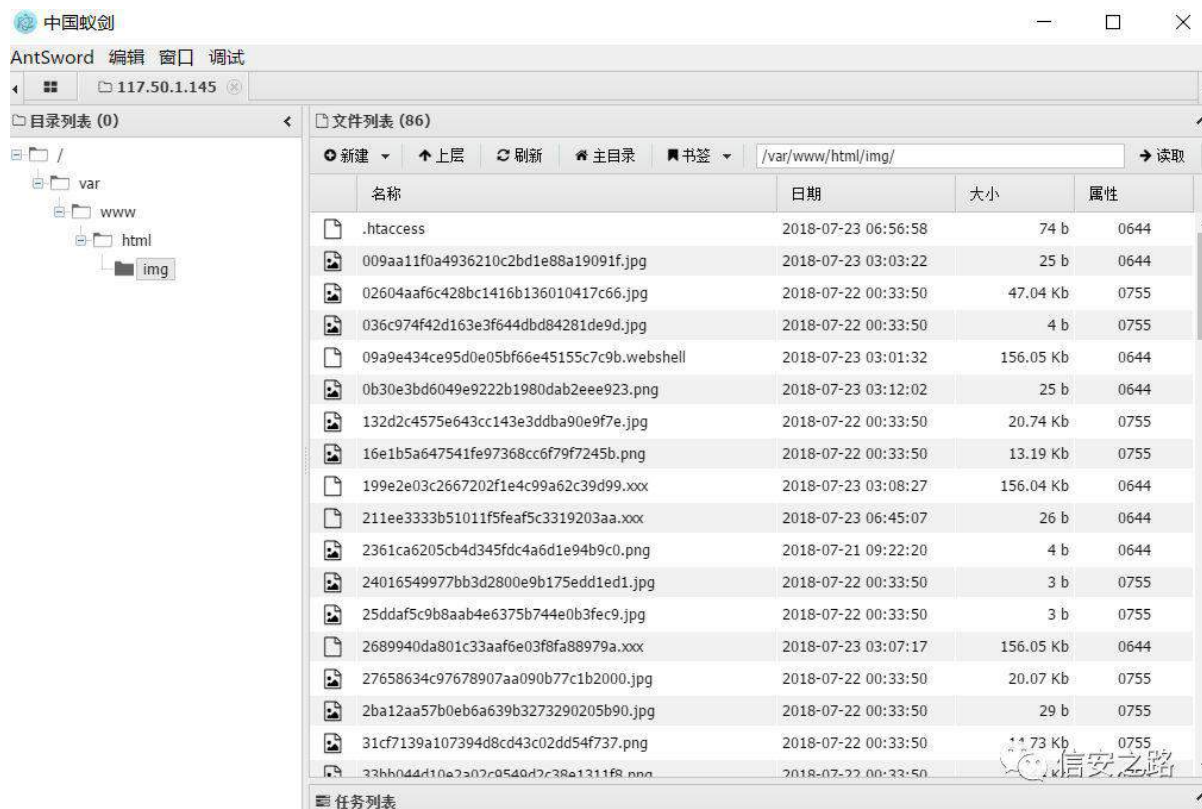 中国蚁剑
AntSword 编辑 窗口 调试
117.50.1.145
目录列表 (0)
/
var
www
html
img
文件列表 (86)
新建 上层 刷新 主目录 书签 /var/www/html/img/ 读取
名称 日期 大小 属性
.htaccess 2018-07-23 06:56:58 74 b 0644
009aa11f0a4936210c2bd1e88a19091f.jpg 2018-07-23 03:03:22 25 b 0644
02604aaf6c428bc1416b136010417c66.jpg 2018-07-22 00:33:50 47.04 Kb 0755
036c974f42d163e3f644dbd84281de9d.jpg 2018-07-22 00:33:50 4 b 0755
09a9e434ce95d0e05bf66e45155c7c9b.webshell 2018-07-23 03:01:32 156.05 Kb 0644
0b30e3bd6049e9222b1980dab2eee923.png 2018-07-23 03:12:02 25 b 0644
132d2c4575e643cc143e3ddba90e9f7e.jpg 2018-07-22 00:33:50 20.74 Kb 0755
16e1b5a647541fe97368cc6f79f7245b.png 2018-07-22 00:33:50 13.19 Kb 0755
199e2e03c2667202f1e4c99a62c39d99.xxx 2018-07-23 03:08:27 156.04 Kb 0644
211ee3333b51011f5feaf5c3319203aa.xxx 2018-07-23 06:45:07 26 b 0644
2361ca6205cb4d345fdc4a6d1e94b9c0.png 2018-07-21 09:22:20 4 b 0644
24016549977bb3d2800e9b175edd1ed1.jpg 2018-07-22 00:33:50 3 b 0755
25ddaf5c9b8aab4e6375b744e0b3fec9.jpg 2018-07-22 00:33:50 3 b 0755
2689940da801c33aaf6e03f8fa88979a.xxx 2018-07-23 03:07:17 156.05 Kb 0644
27658634c97678907aa090b77c1b2000.jpg 2018-07-22 00:33:50 20.07 Kb 0755
2ba12aa57b0eb6a639b3273290205b90.jpg 2018-07-22 00:33:50 29 b 0755
31cf7139a107394d8cd43c02dd54f737.png 2018-07-22 00:33:50 Kb 0755
33bb044d10e2a02c9549d2c38e1311f8.png 2018-07-22 00:33:50
信安之路
任务列表